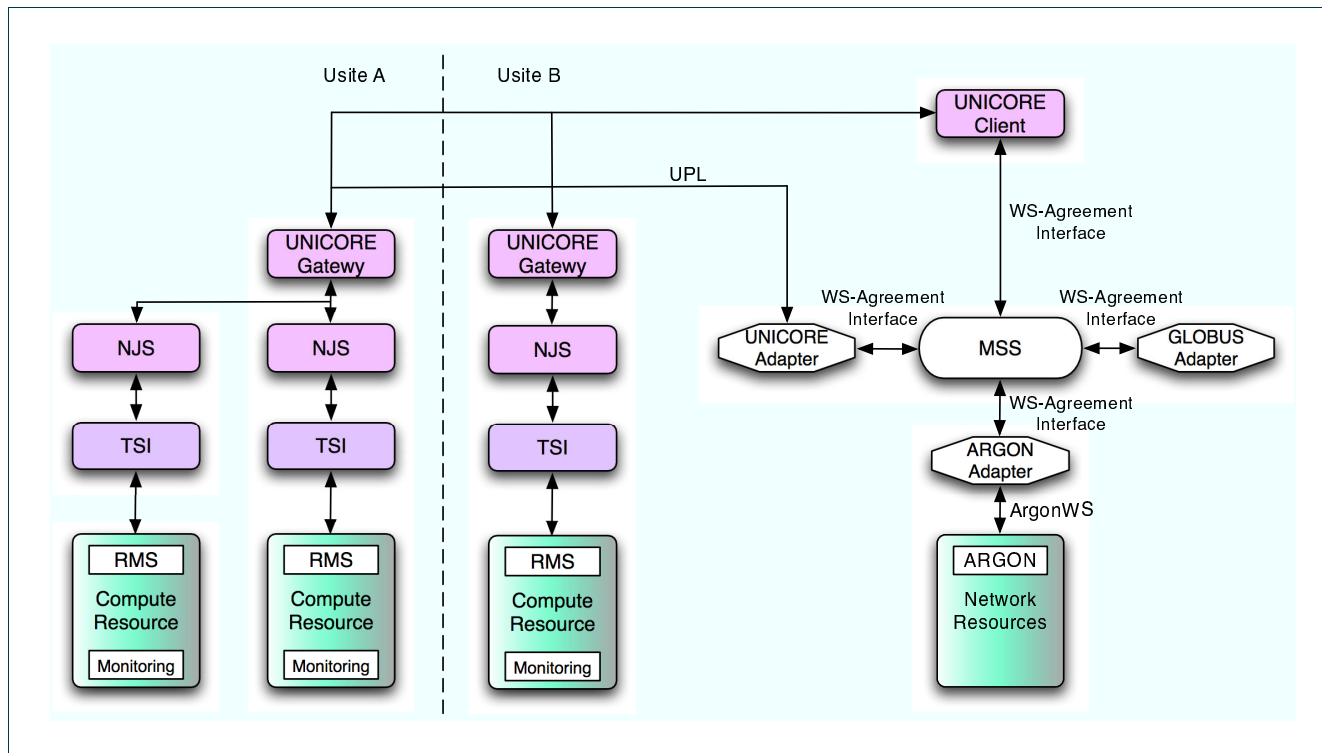 Usite A
Usite B
UNICORE
Client
UPL
WS-Agreement
Interface
UNICORE
Gatewy
UNICORE
Gatewy
WS-Agreement
Interface
WS-Agreement
Interface
NJS
NJS
NJS
UNICORE
Adapter
MSS
GLOBUS
Adapter
WS-Agreement
Interface
TSI
TSI
TSI
ARGON
Adapter
ArgonWS
RMS
Compute
Resource
Monitoring
RMS
Compute
Resource
Monitoring
RMS
Compute
Resource
Monitoring
ARGON
Network
Resources